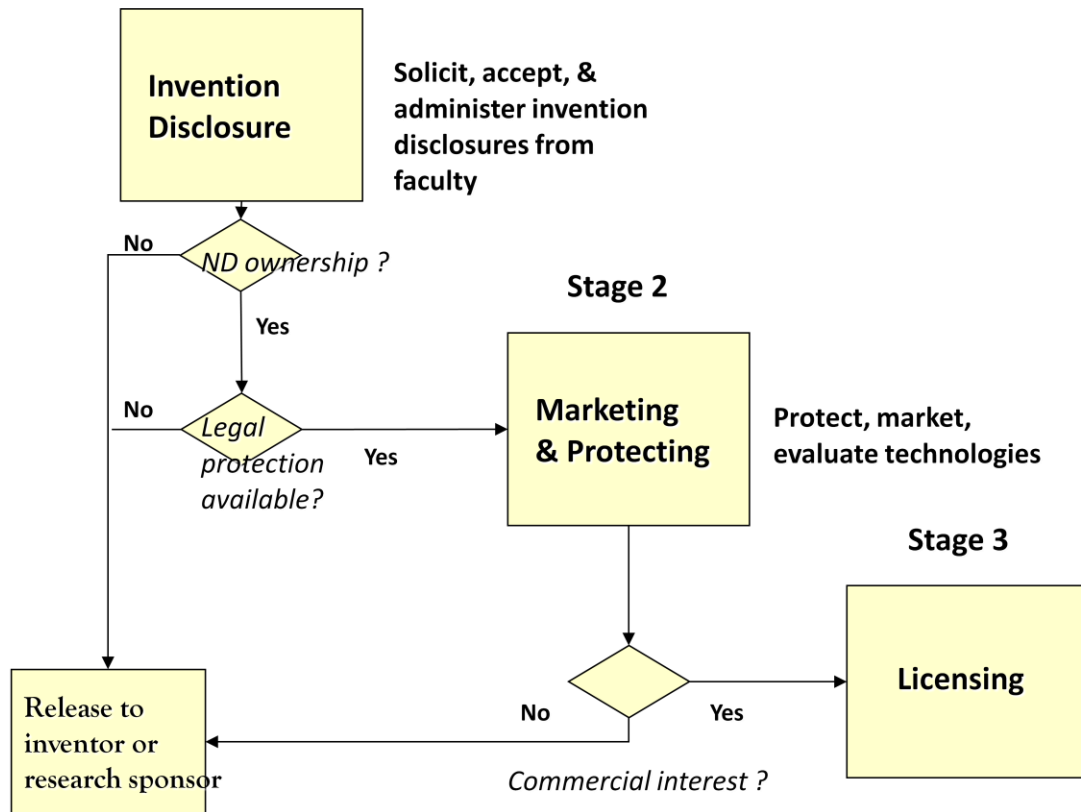 Invention
Disclosure
Solicit, accept, &
administer invention
disclosures from
faculty
No
ND ownership ?
Yes
Stage 2
No
Legal
protection
available?
Yes
Marketing
& Protecting
Protect, market,
evaluate technologies
Stage 3
Licensing
Release to
inventor or
research sponsor
No
Yes
Commercial interest ?